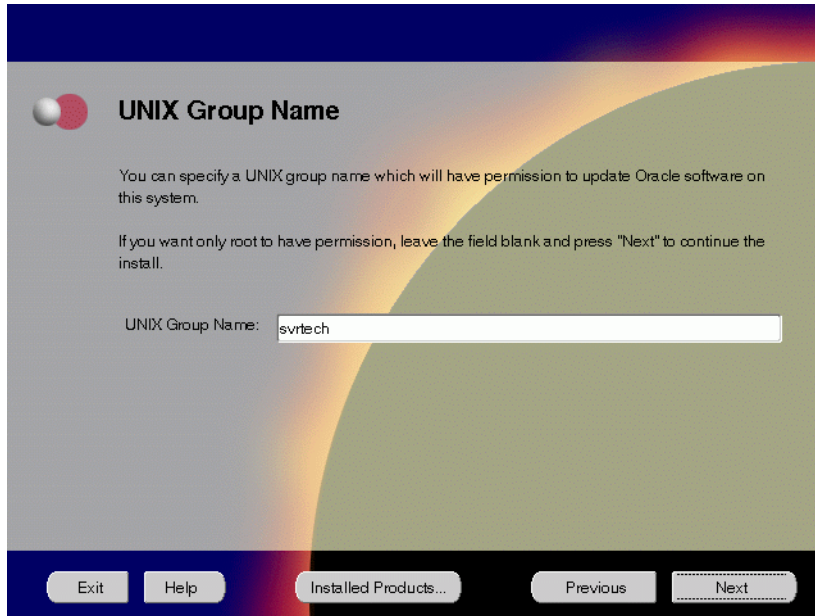 UNIX Group Name
You can specify a UNIX group name which will have permission to update Oracle software on
this system.
If you want only root to have permission, leave the field blank and press "Next" to continue the
install.
UNIX Group Name: svrtech
Exit Help Installed Products... Previous Next